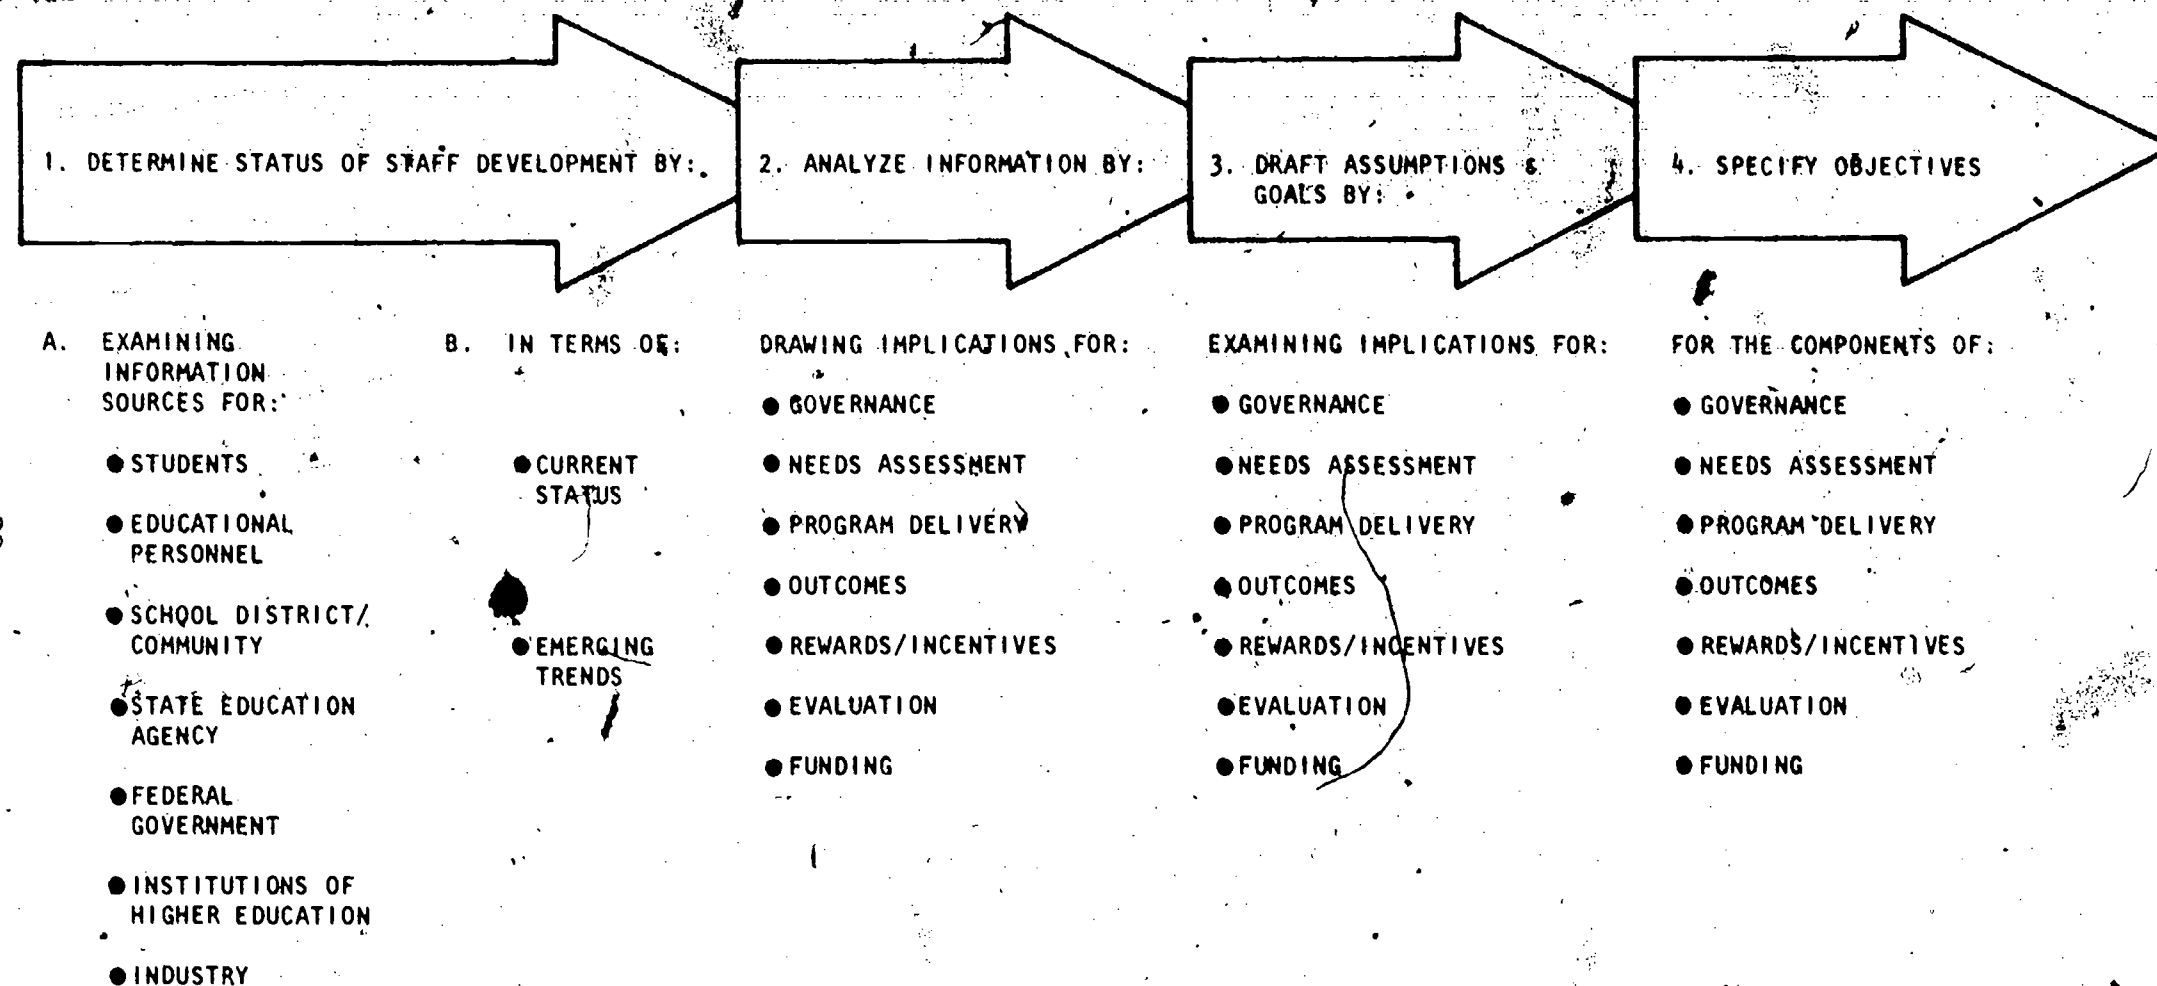 1. DETERMINE STATUS OF STAFF DEVELOPMENT BY:
2. ANALYZE INFORMATION BY:
3. DRAFT ASSUMPTIONS &
GOALS BY:
4. SPECIFY OBJECTIVES
A. EXAMINING
INFORMATION
SOURCES FOR:
● STUDENTS
● EDUCATIONAL
PERSONNEL
● SCHOOL DISTRICT/
COMMUNITY
● STATE EDUCATION
AGENCY
● FEDERAL
GOVERNMENT
● INSTITUTIONS OF
HIGHER EDUCATION
● INDUSTRY
B. IN TERMS OF:
● CURRENT
STATUS
● EMERGING
TRENDS
DRAWING IMPLICATIONS FOR:
● GOVERNANCE
● NEEDS ASSESSMENT
● PROGRAM DELIVERY
● OUTCOMES
● REWARDS/INCENTIVES
● EVALUATION
● FUNDING
EXAMINING IMPLICATIONS FOR:
● GOVERNANCE
● NEEDS ASSESSMENT
● PROGRAM DELIVERY
● OUTCOMES
● REWARDS/INCENTIVES
● EVALUATION
● FUNDING
FOR THE COMPONENTS OF:
● GOVERNANCE
● NEEDS ASSESSMENT
● PROGRAM DELIVERY
● OUTCOMES
● REWARDS/INCENTIVES
● EVALUATION
● FUNDING